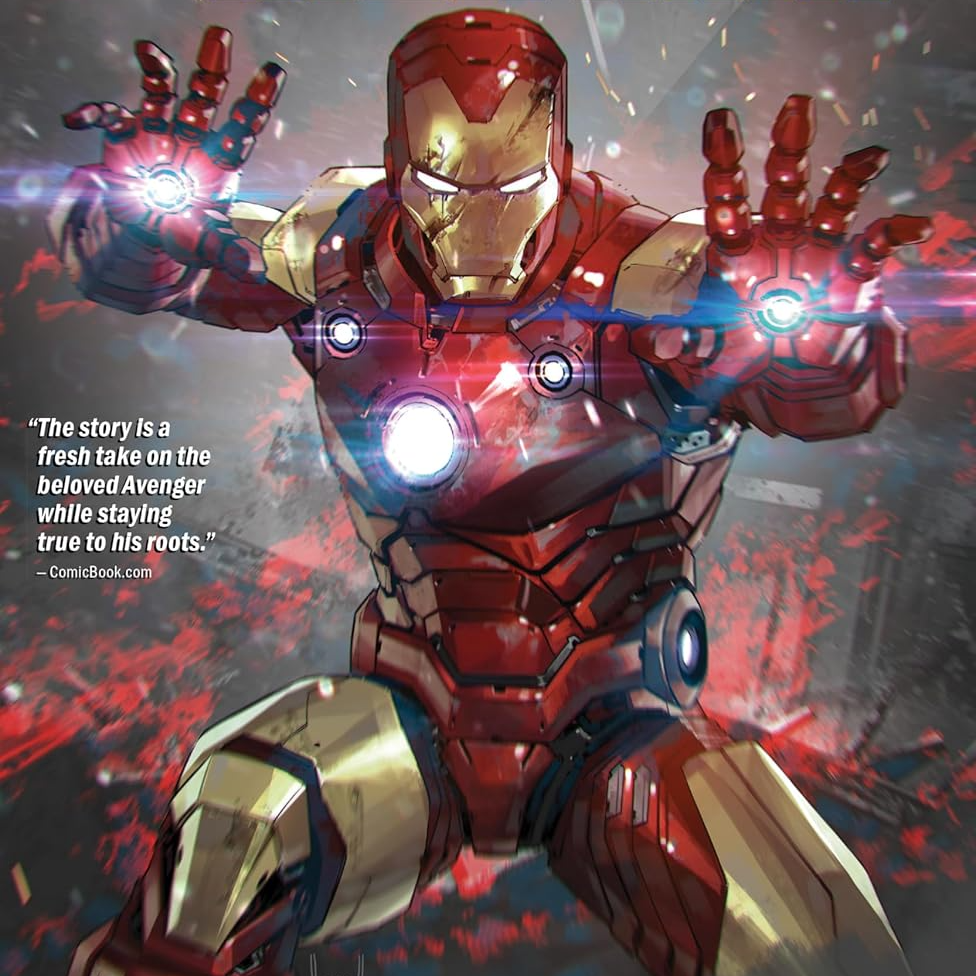 “The story is a
fresh take on the
beloved Avenger
while staying
true to his roots.”
– ComicBook.com